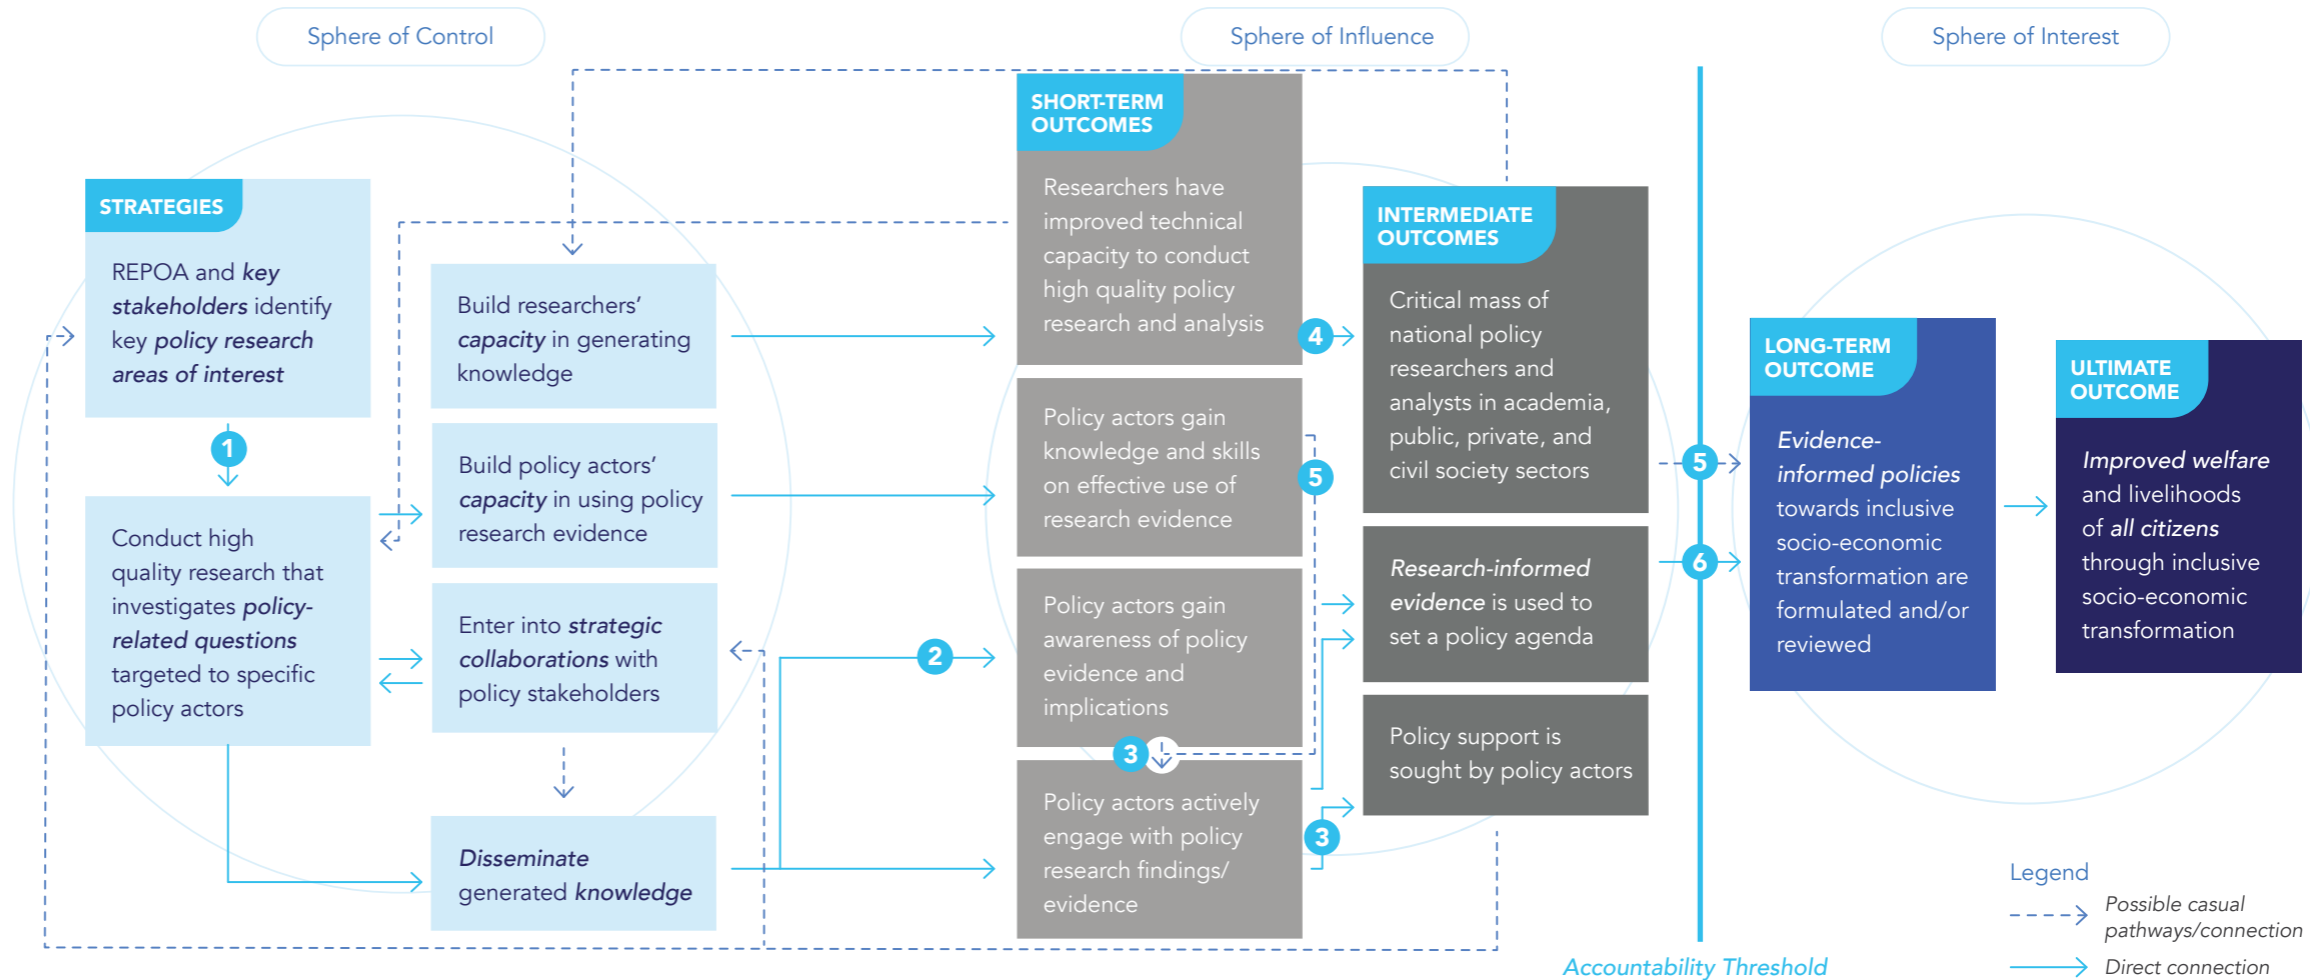 Sphere of Control
Sphere of Influence
Sphere of Interest
STRATEGIES
REPOA and key
stakeholders identify
key policy research
areas of interest
1
Conduct high
quality research that
investigates policy-
related questions
targeted to specific
policy actors
Build researchers'
capacity in generating
knowledge
Build policy actors'
capacity in using policy
research evidence
Enter into strategic
collaborations with
policy stakeholders
Disseminate
generated knowledge
2
SHORT-TERM
OUTCOMES
Researchers have
improved technical
capacity to conduct
high quality policy
research and analysis
4
Policy actors gain
knowledge and skills
on effective use of
research evidence
5
Policy actors gain
awareness of policy
evidence and
implications
3
Policy actors actively
engage with policy
research findings/
evidence
3
INTERMEDIATE
OUTCOMES
Critical mass of
national policy
researchers and
analysts in academia,
public, private, and
civil society sectors
Research-informed
evidence is used to
set a policy agenda
Policy support is
sought by policy actors
5
6
Accountability Threshold
LONG-TERM
OUTCOME
Evidence-
informed policies
towards inclusive
socio-economic
transformation are
formulated and/or
reviewed
ULTIMATE
OUTCOME
Improved welfare
and livelihoods
of all citizens
through inclusive
socio-economic
transformation
Legend
Possible casual
pathways/connection
Direct connection